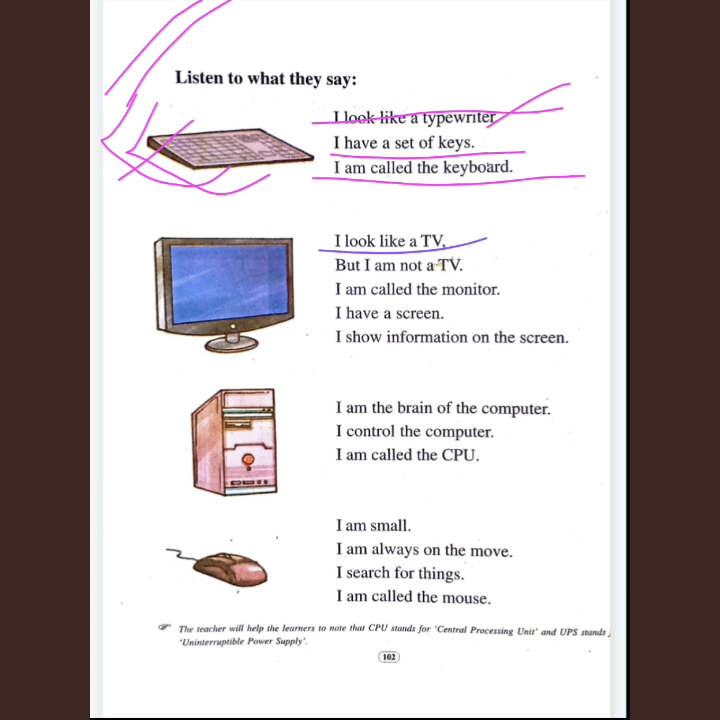 Listen to what they say:
I look like a typewriter
I have a set of keys.
I am called the keyboard.
I look like a TV,
But I am not a TV.
I am called the monitor.
I have a screen.
I show information on the screen.
I am the brain of the computer.
I control the computer.
I am called the CPU.
I am small.
I am always on the move.
I search for things.
I am called the mouse.
The teacher will help the learners to note that CPU stands for 'Central Processing Unit' and UPS stands
'Uninterruptible Power Supply'.
102